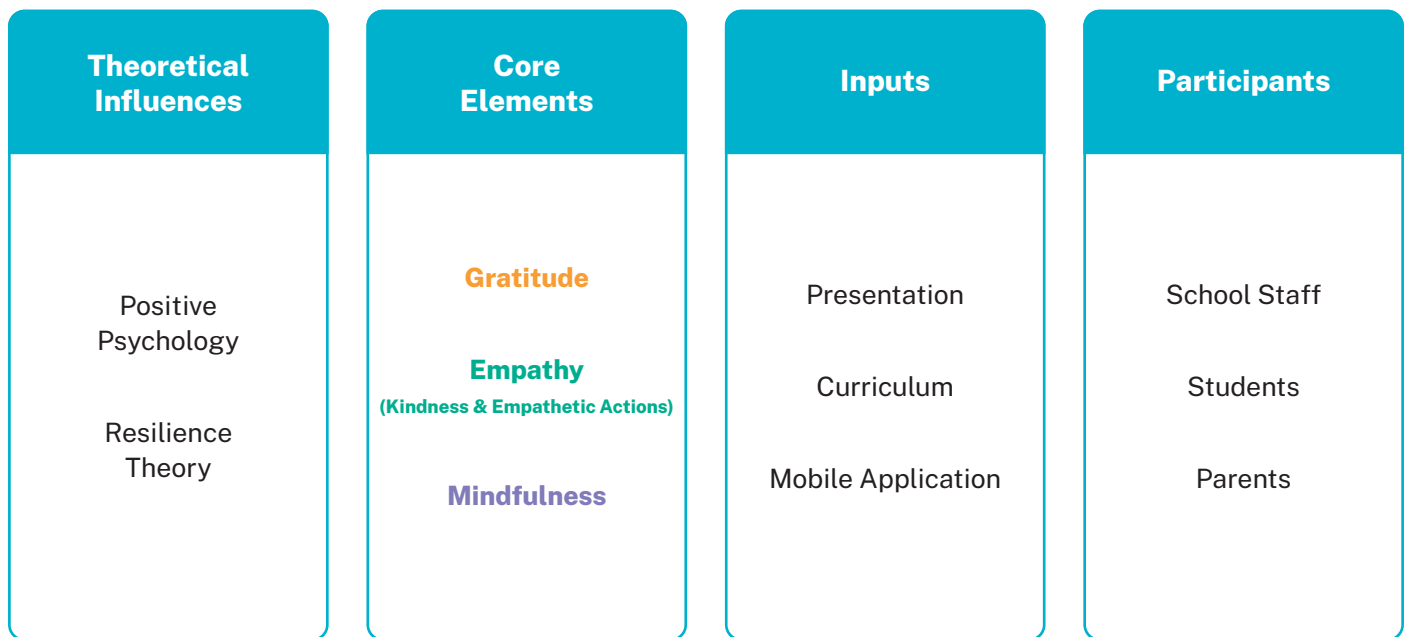 Theoretical
Influences
Positive
Psychology
Resilience
Theory
Core
Elements
Gratitude
Empathy
(Kindness & Empathetic Actions)
Mindfulness
Inputs
Presentation
Curriculum
Mobile Application
Participants
School Staff
Students
Parents